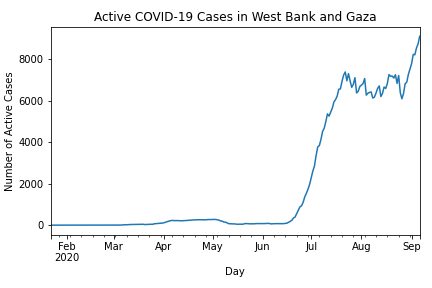 Active COVID-19 Cases in West Bank and Gaza
Number of Active Cases
8000
6000
4000
2000
0
Feb Mar Apr May Jun Jul Aug Sep
2020
Day